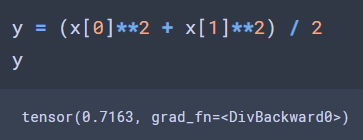 y = (x[0]**2 + x[1]**2) / 2
y
tensor(0.7163, grad_fn=<DivBackward0>)